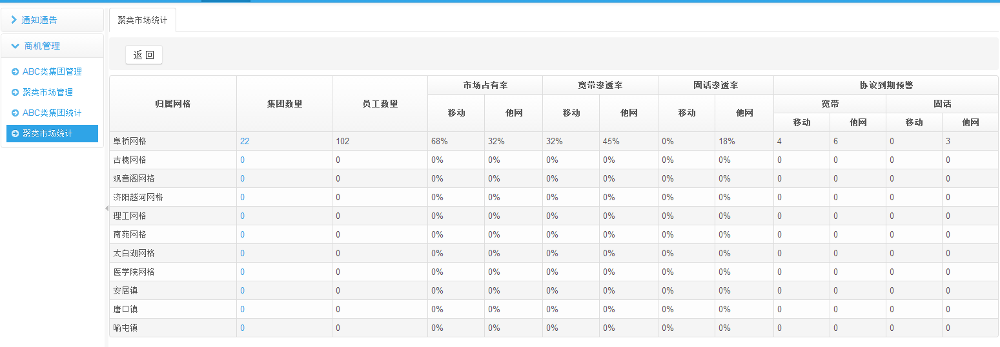 通知通告
商机管理
ABC类集团管理
聚类市场管理
ABC类集团统计
聚类市场统计
聚类市场统计
返 回
归属网格 集团数量 员工数量 市场占有率 宽带渗透率 固话渗透率 协议到期预警
宽带 固话
移动 他网 移动 他网 移动 他网
移动 他网 移动 他网
阜桥网格 22 102 68% 32% 32% 45% 0% 18% 4 6 0 3
古槐网格 0 0 0% 0% 0% 0% 0% 0% 0 0 0 0
观音阁网格 0 0 0% 0% 0% 0% 0% 0% 0 0 0 0
济阳越河网格 0 0 0% 0% 0% 0% 0% 0% 0 0 0 0
理工网格 0 0 0% 0% 0% 0% 0% 0% 0 0 0 0
南苑网格 0 0 0% 0% 0% 0% 0% 0% 0 0 0 0
太白湖网格 0 0 0% 0% 0% 0% 0% 0% 0 0 0 0
医学院网格 0 0 0% 0% 0% 0% 0% 0% 0 0 0 0
安居镇 0 0 0% 0% 0% 0% 0% 0% 0 0 0 0
唐口镇 0 0 0% 0% 0% 0% 0% 0% 0 0 0 0
喻屯镇 0 0 0% 0% 0% 0% 0% 0% 0 0 0 0